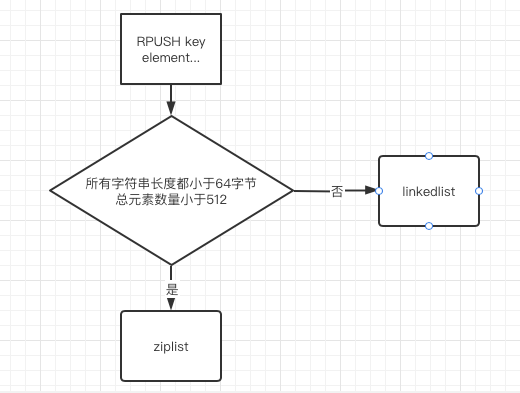 RPUSH key
element...
所有字符串长度都小于64字节
总元素数量小于512
否
linkedlist
是
ziplist